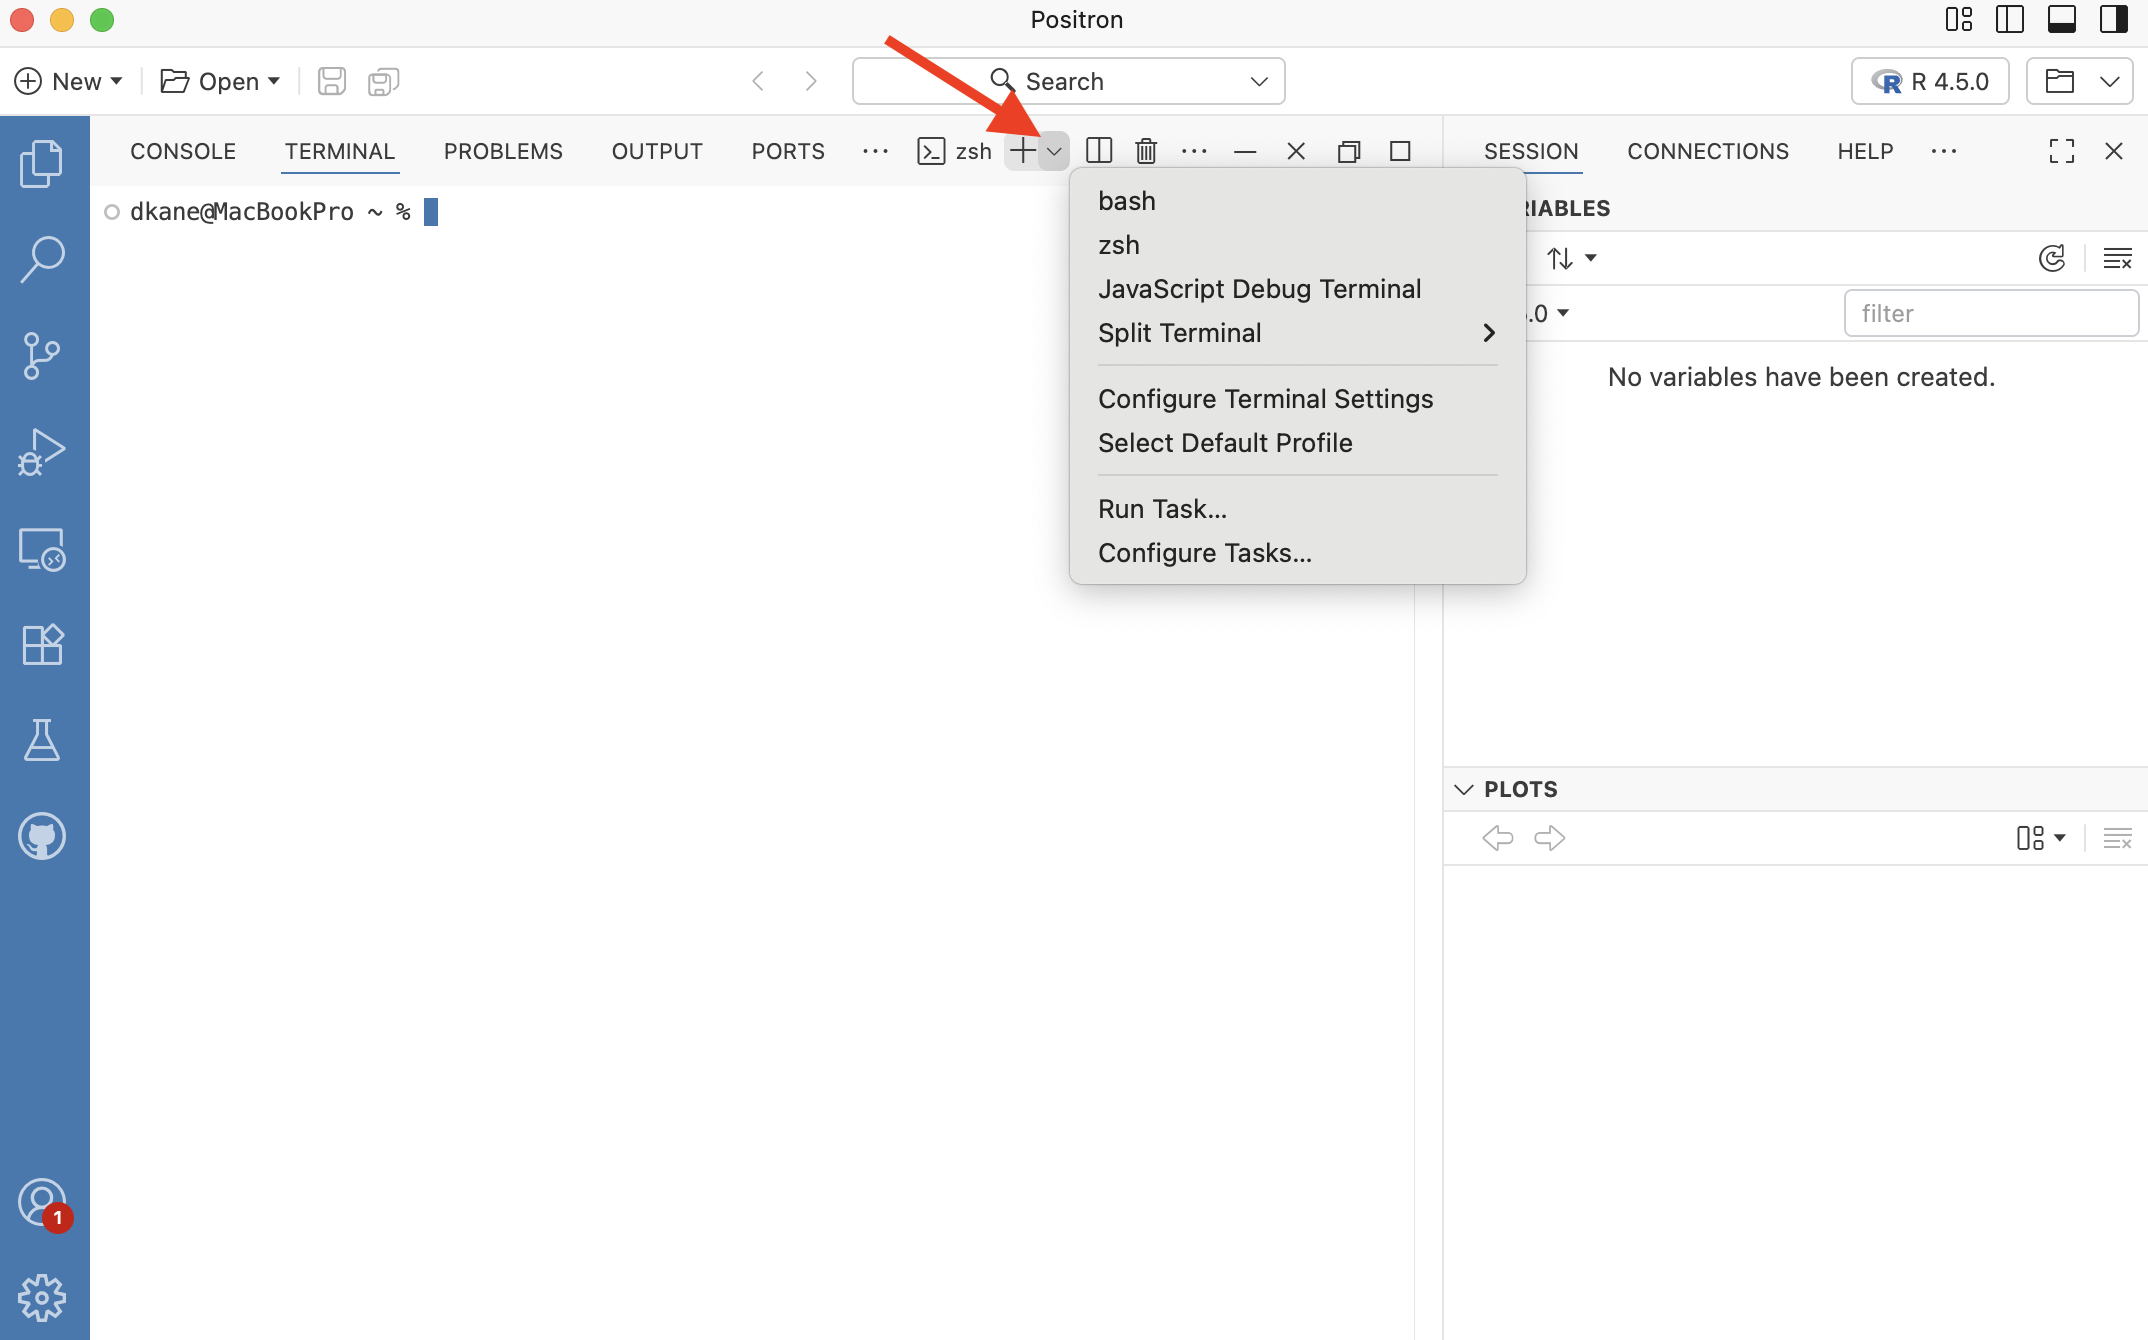 Positron
New
Open
Search
R 4.5.0
CONSOLE
TERMINAL
PROBLEMS
OUTPUT
PORTS
zsh
SESSION
CONNECTIONS
HELP
dkane@MacBookPro ~ %
bash
zsh
JavaScript Debug Terminal
Split Terminal
Configure Terminal Settings
Select Default Profile
Run Task...
Configure Tasks...
RIABLES
.0
filter
No variables have been created.
PLOTS
1